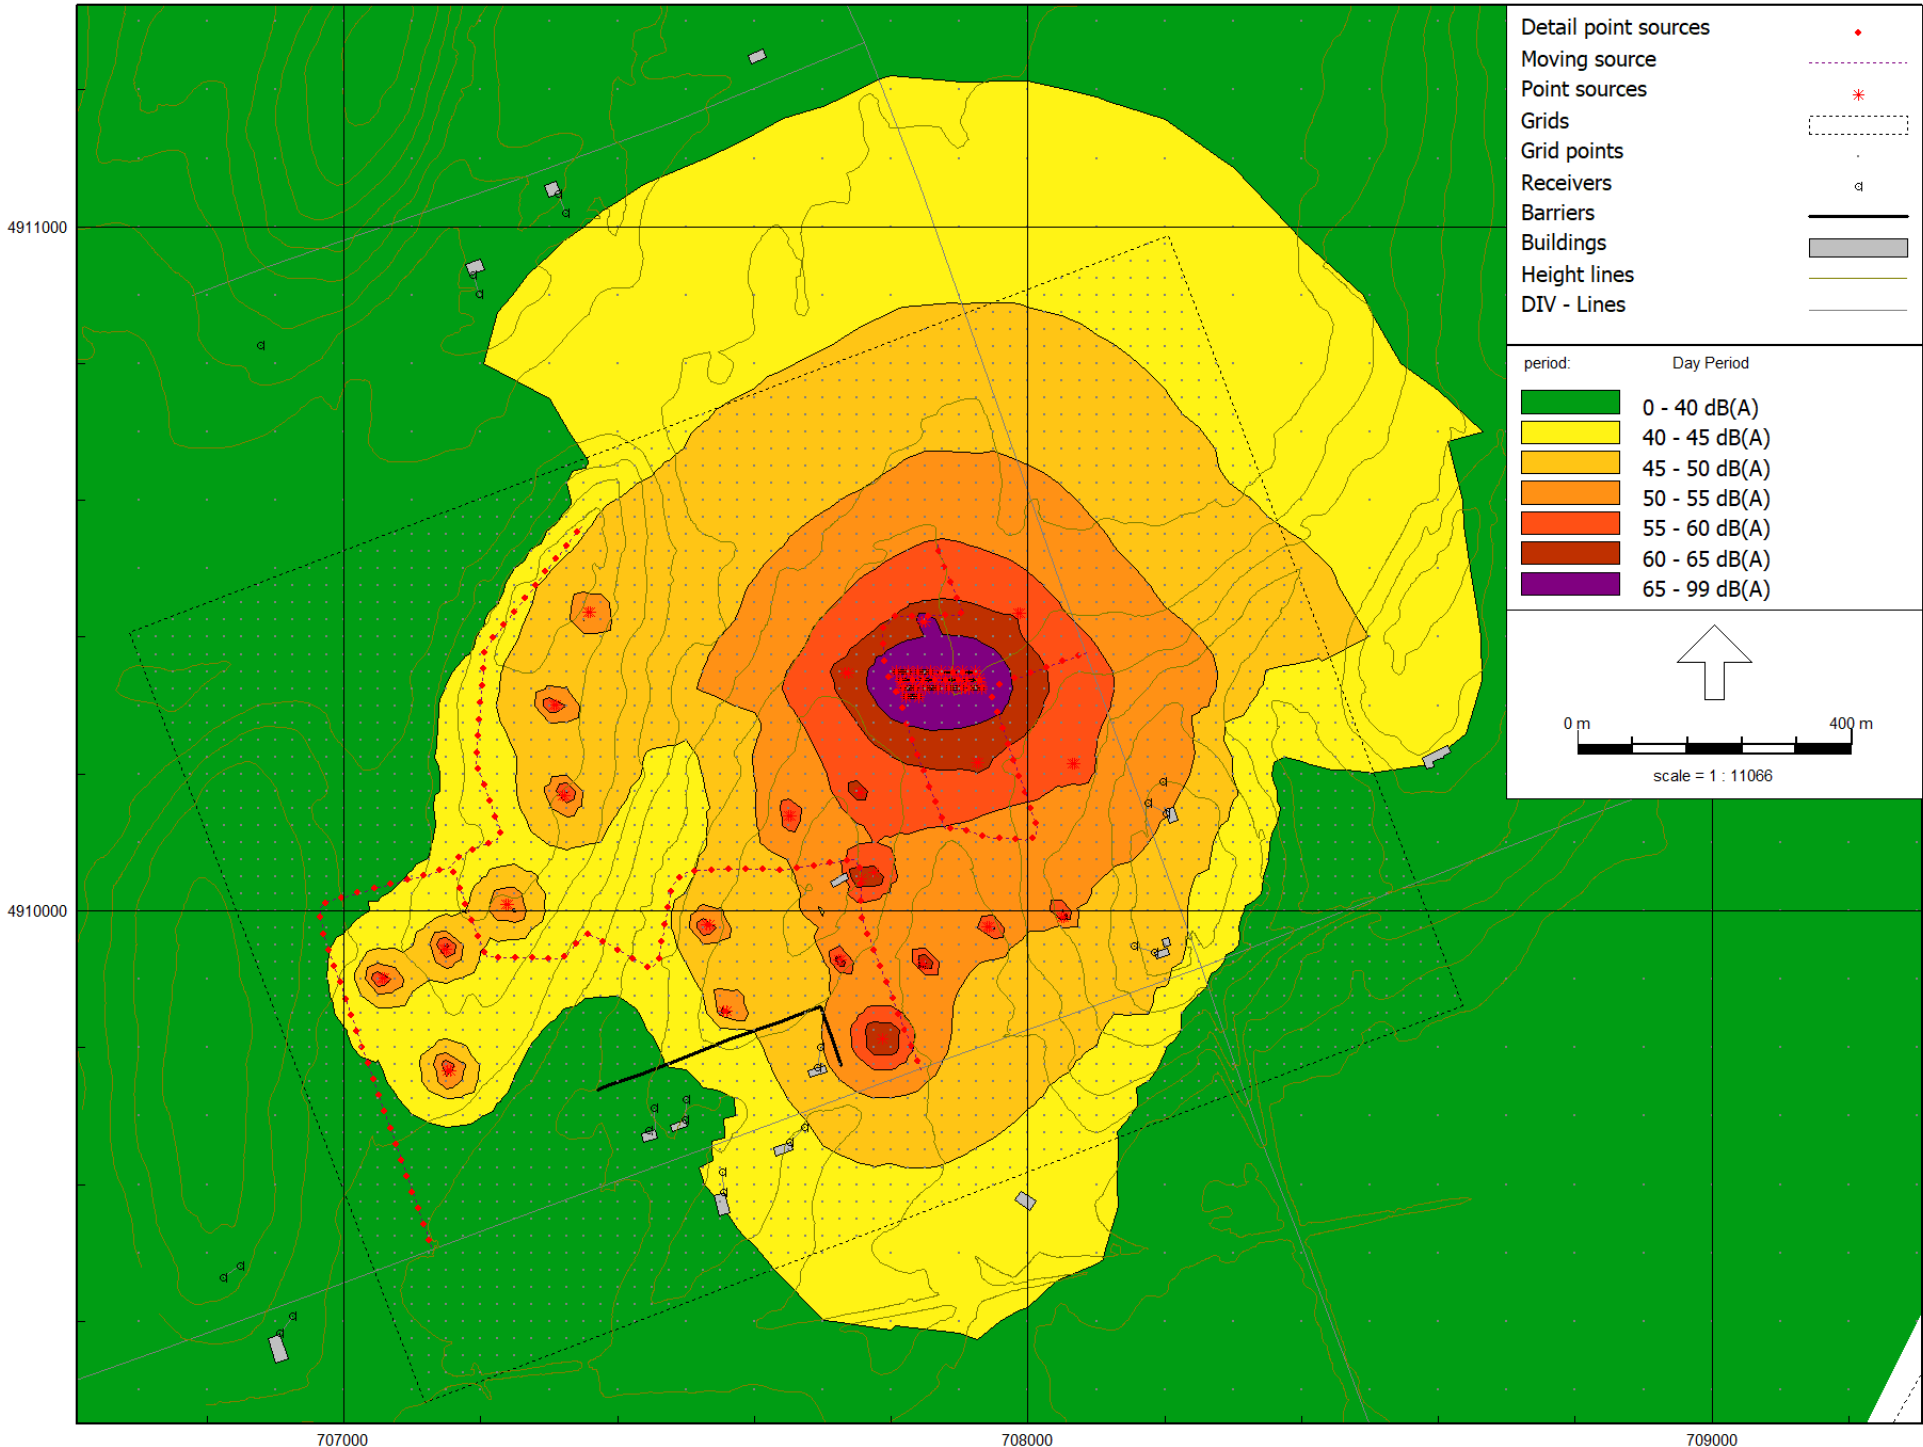 Detail point sources
Moving source
Point sources
Grids
Grid points
Receivers
Barriers
Buildings
Height lines
DIV - Lines
period: Day Period
0 - 40 dB(A)
40 - 45 dB(A)
45 - 50 dB(A)
50 - 55 dB(A)
55 - 60 dB(A)
60 - 65 dB(A)
65 - 99 dB(A)
0 m 400 m
scale = 1 : 11066
4911000
4910000
707000 708000 709000